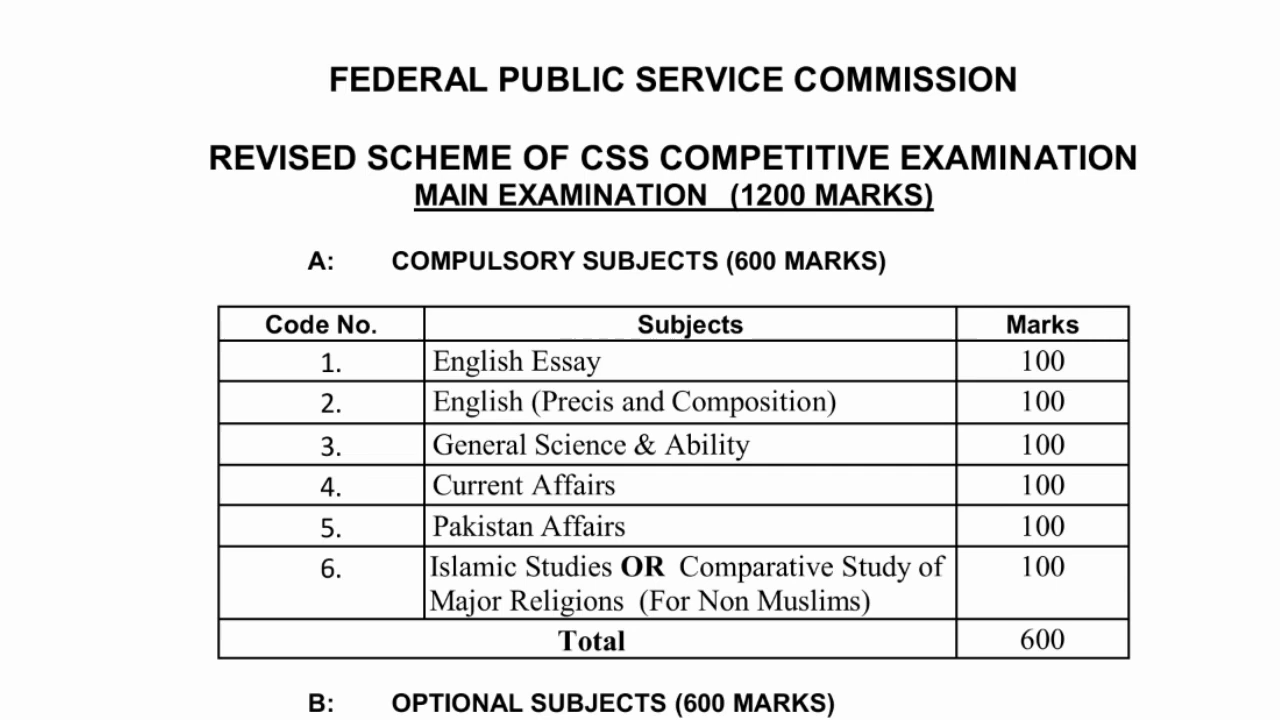 FEDERAL PUBLIC SERVICE COMMISSION
REVISED SCHEME OF CSS COMPETITIVE EXAMINATION
MAIN EXAMINATION (1200 MARKS)
A: COMPULSORY SUBJECTS (600 MARKS)
Code No. Subjects Marks
1. English Essay 100
2. English (Precis and Composition) 100
3. General Science & Ability 100
4. Current Affairs 100
5. Pakistan Affairs 100
6. Islamic Studies OR Comparative Study of 100
Major Religions (For Non Muslims)
Total 600
B: OPTIONAL SUBJECTS (600 MARKS)